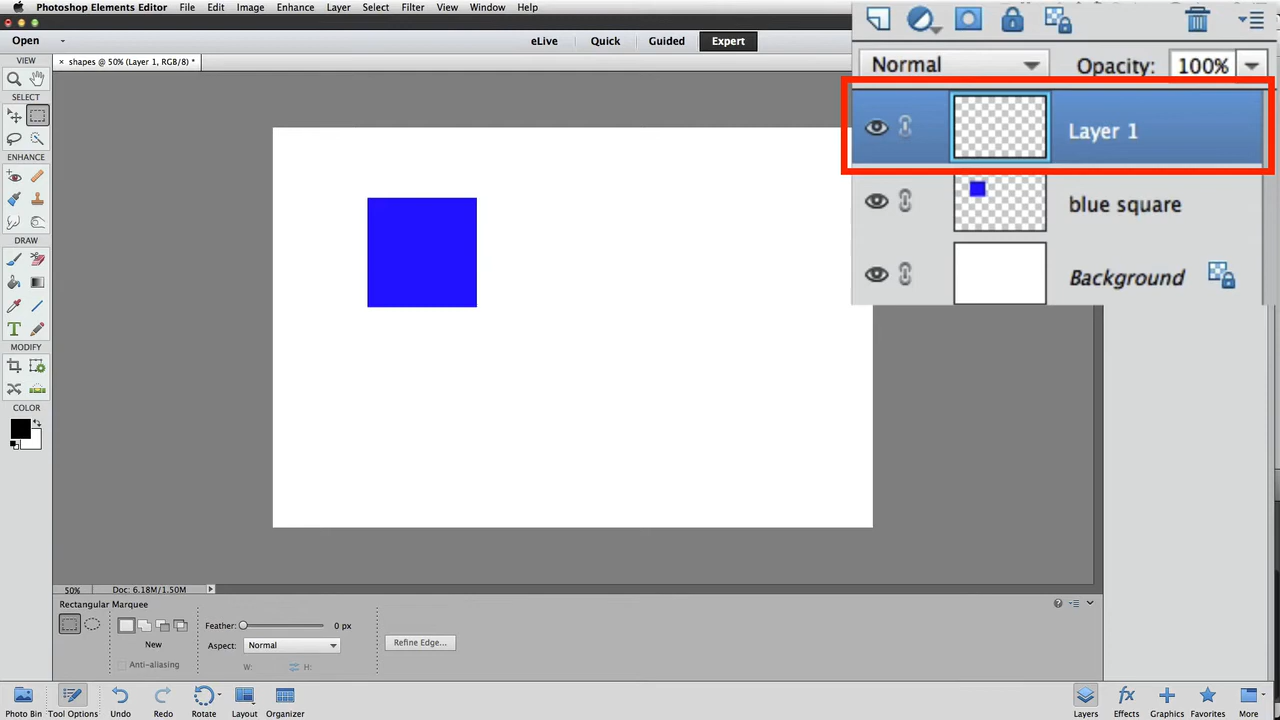 Photoshop Elements Editor File Edit Image Enhance Layer Select Filter View Window Help
Open eLive Quick Guided Expert
× shapes @ 50% (Layer 1, RGB/8) *
VIEW
SELECT
ENHANCE
DRAW
T
MODIFY
COLOR
Normal Opacity: 100%
Layer 1
blue square
Background
50% Doc: 6.18M/1.50M
Rectangular Marquee
New
Anti-aliasing
Feather: 0 px
Aspect: Normal
W: H:
Refine Edge...
Photo Bin Tool Options Undo Redo Rotate Layout Organizer
fx
Layers Effects Graphics Favorites More